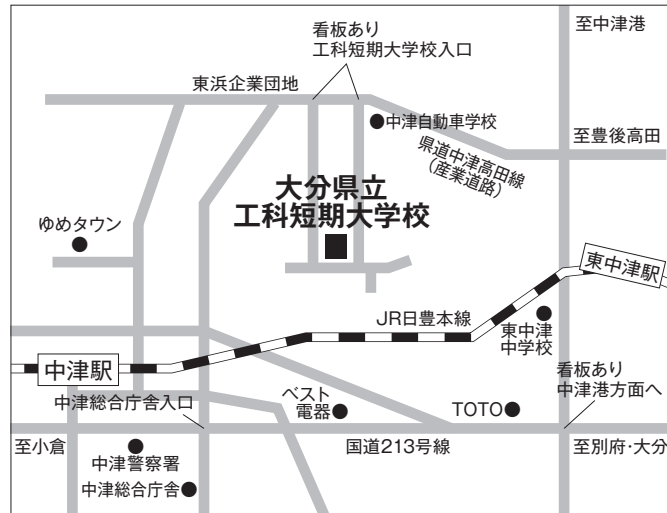 至中津港
看板あり
工科短期大学校入口
東浜企業団地
中津自動車学校
至豊後高田
県道中津高田線
(産業道路)
大分県立
工科短期大学校
ゆめタウン
東中津駅
JR日豊本線
東中津
中学校
中津駅
看板あり
中津港方面へ
中津総合庁舎入口
ベスト
電器
TOTO
至小倉
国道213号線
至別府・大分
中津警察署
中津総合庁舎